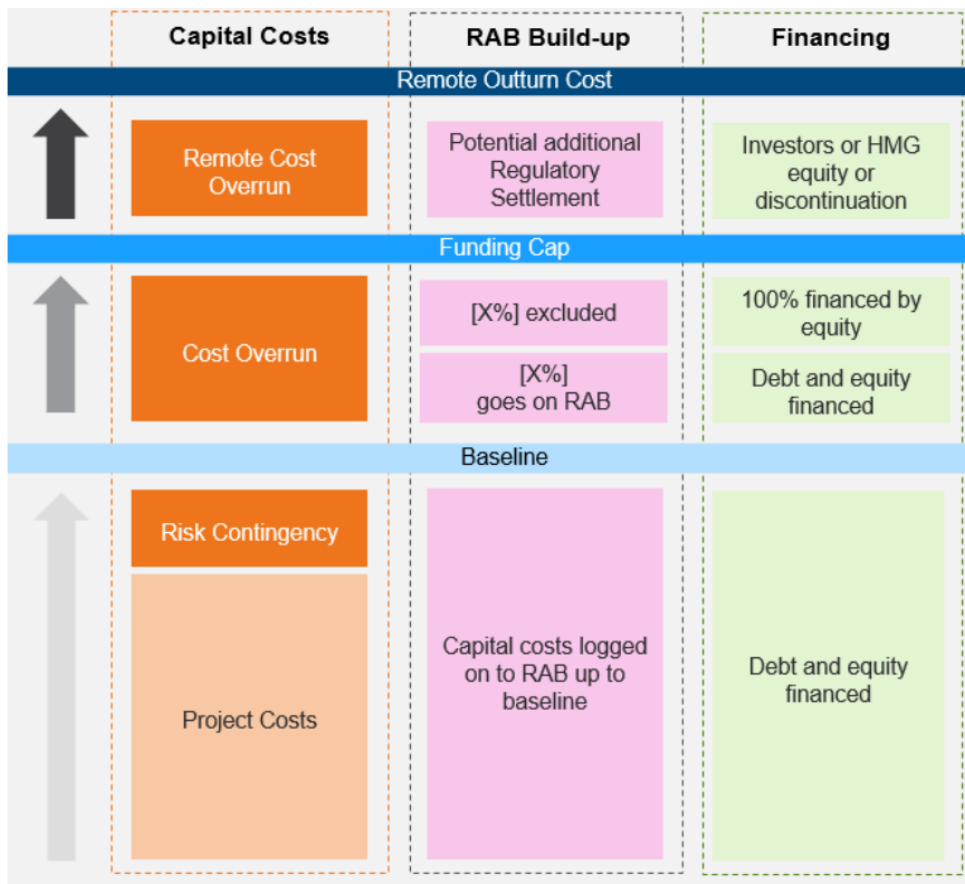 Capital Costs
RAB Build-up
Financing
Remote Outturn Cost
Remote Cost
Overrun
Potential additional
Regulatory
Settlement
Investors or HMG
equity or
discontinuation
Funding Cap
Cost Overrun
[X%] excluded
100% financed by
equity
[X%]
goes on RAB
Debt and equity
financed
Baseline
Risk Contingency
Project Costs
Capital costs logged
on to RAB up to
baseline
Debt and equity
financed